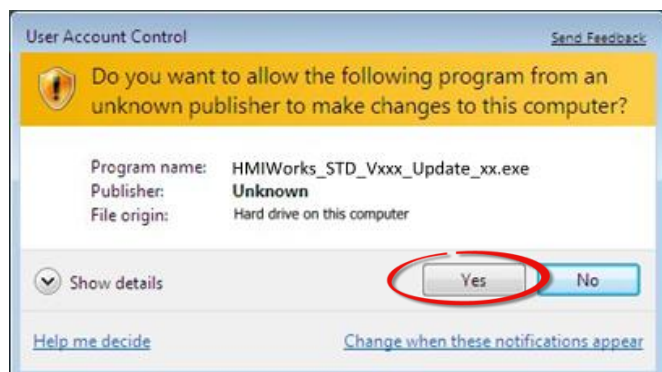 User Account Control
Send Feedback
Do you want to allow the following program from an
unknown publisher to make changes to this computer?
Program name: HMIWorks_STD_Vxxx_Update_xx.exe
Publisher: Unknown
File origin: Hard drive on this computer
Show details
Yes
No
Help me decide
Change when these notifications appear